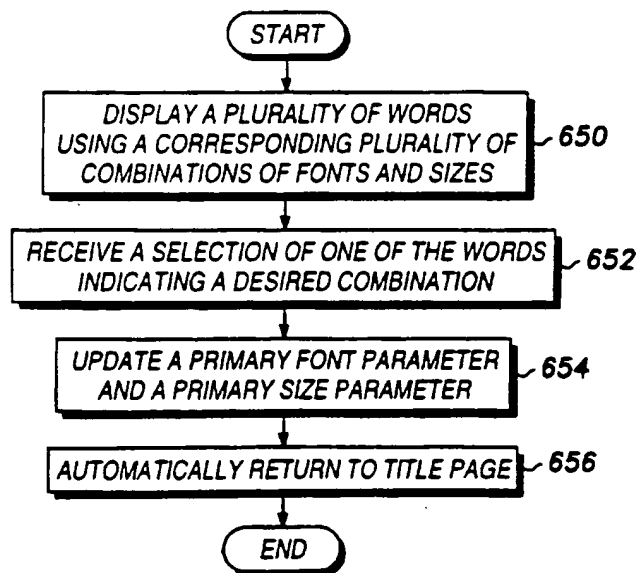 START
DISPLAY A PLURALITY OF WORDS
USING A CORRESPONDING PLURALITY OF
COMBINATIONS OF FONTS AND SIZES
650
RECEIVE A SELECTION OF ONE OF THE WORDS
INDICATING A DESIRED COMBINATION
652
UPDATE A PRIMARY FONT PARAMETER
AND A PRIMARY SIZE PARAMETER
654
AUTOMATICALLY RETURN TO TITLE PAGE
656
END